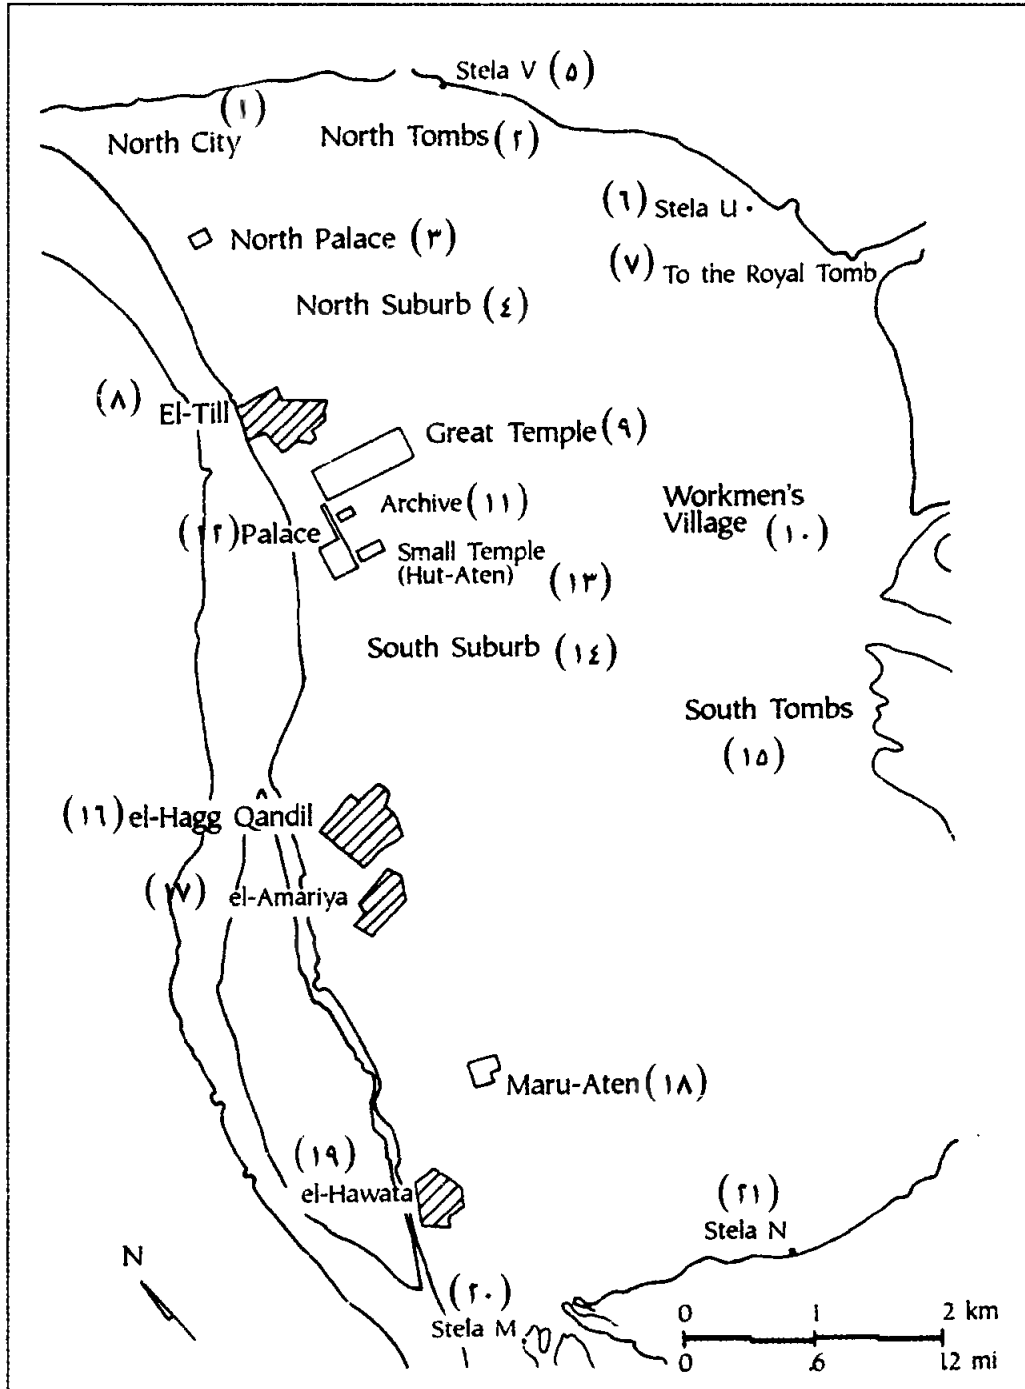 Stela V (٥)
(١)
North City
North Tombs (٢)
(٦) Stela U
North Palace (٣)
(٧) To the Royal Tomb
North Suburb (٤)
(٨) El-Till
Great Temple (٩)
Archive (١١)
Workmen's
Village (١٠)
(٢٢) Palace
Small Temple
(Hut-Aten) (١٣)
South Suburb (١٤)
South Tombs
(١٥)
(١٦) el-Hagg Qândil
(١٧) el-Amariya
Maru-Aten (١٨)
(١٩)
el-Hawata
(٢١)
Stela N
N
(٢٠)
Stela M
0 1 2 km
0 .6 1.2 mi